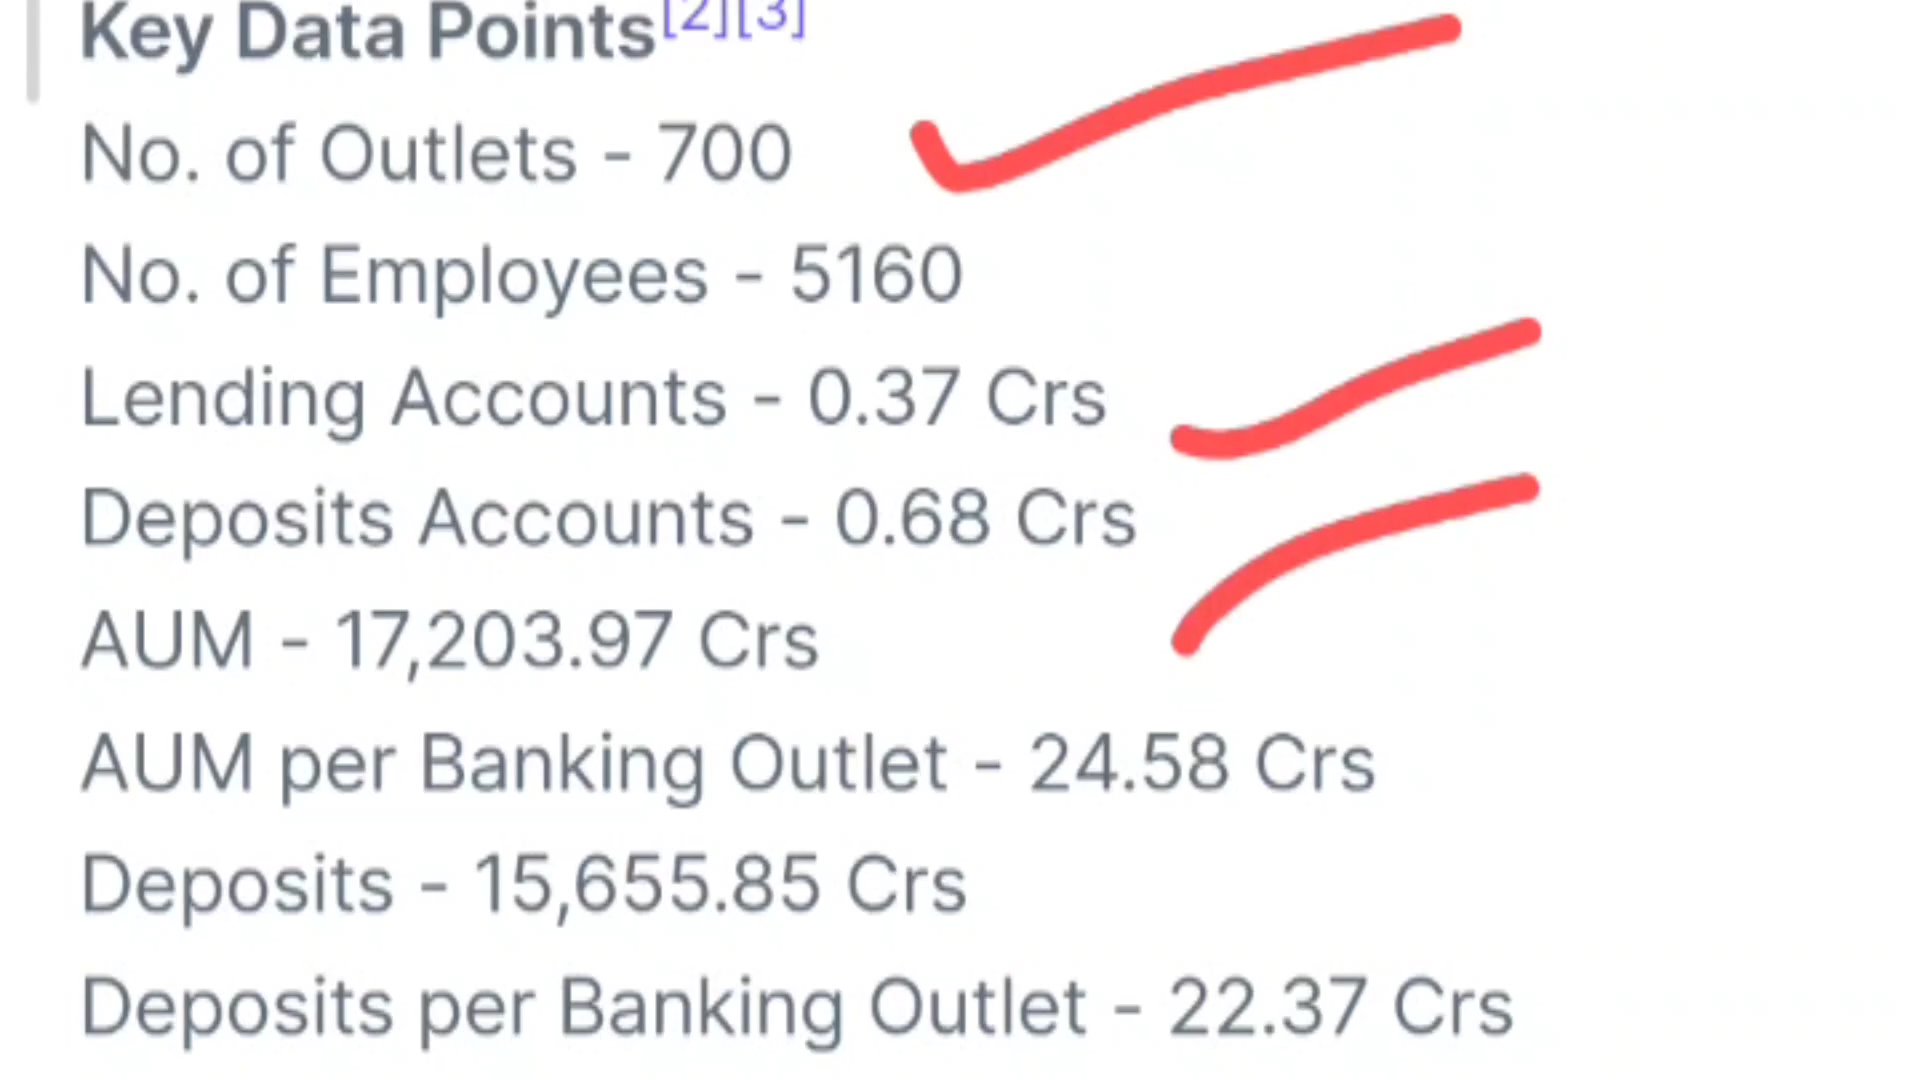 Key Data Points[2][3]
No. of Outlets - 700
No. of Employees - 5160
Lending Accounts - 0.37 Crs
Deposits Accounts - 0.68 Crs
AUM - 17,203.97 Crs
AUM per Banking Outlet - 24.58 Crs
Deposits - 15,655.85 Crs
Deposits per Banking Outlet - 22.37 Crs